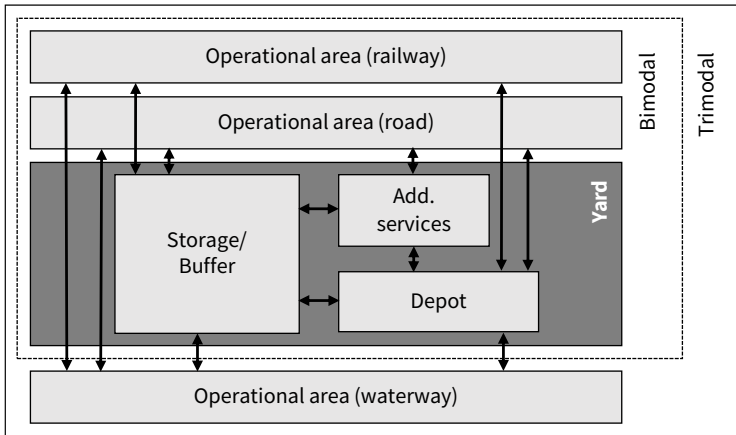 Operational area (railway)
Operational area (road)
Bimodal
Trimodal
Yard
Storage/
Buffer
Add.
services
Depot
Operational area (waterway)